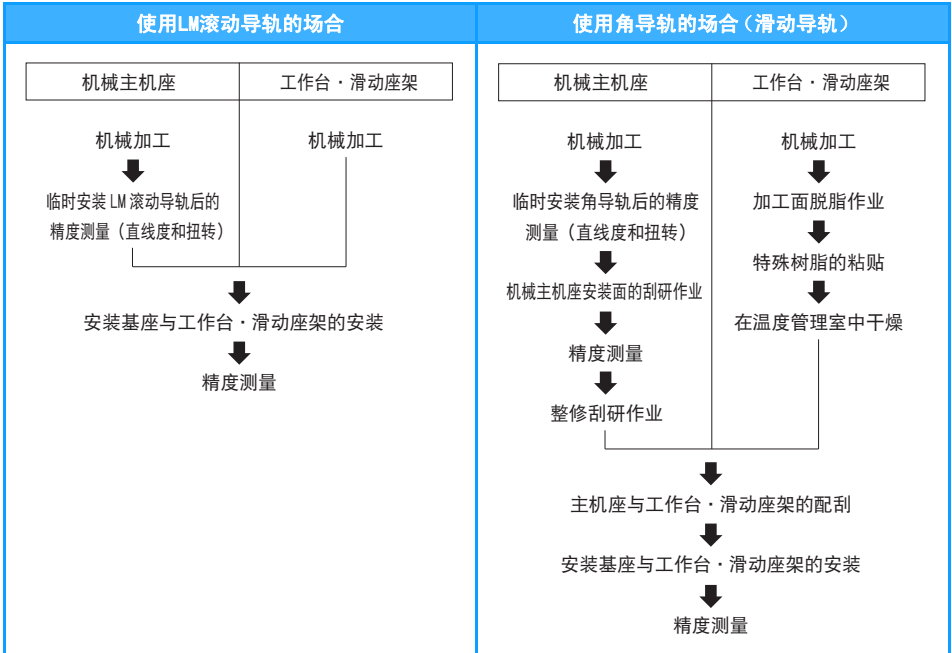 使用LM滚动导轨的场合
机械主机座
工作台・滑动座架
机械加工
机械加工
临时安装 LM 滚动导轨后的
精度测量（直线度和扭转）
安装基座与工作台・滑动座架的安装
精度测量
使用角导轨的场合（滑动导轨）
机械主机座
工作台・滑动座架
机械加工
临时安装角导轨后的精度
测量（直线度和扭转）
机械主机座安装面的刮研作业
精度测量
整修刮研作业
机械加工
加工面脱脂作业
特殊树脂的粘贴
在温度管理室中干燥
主机座与工作台・滑动座架的配刮
安装基座与工作台・滑动座架的安装
精度测量